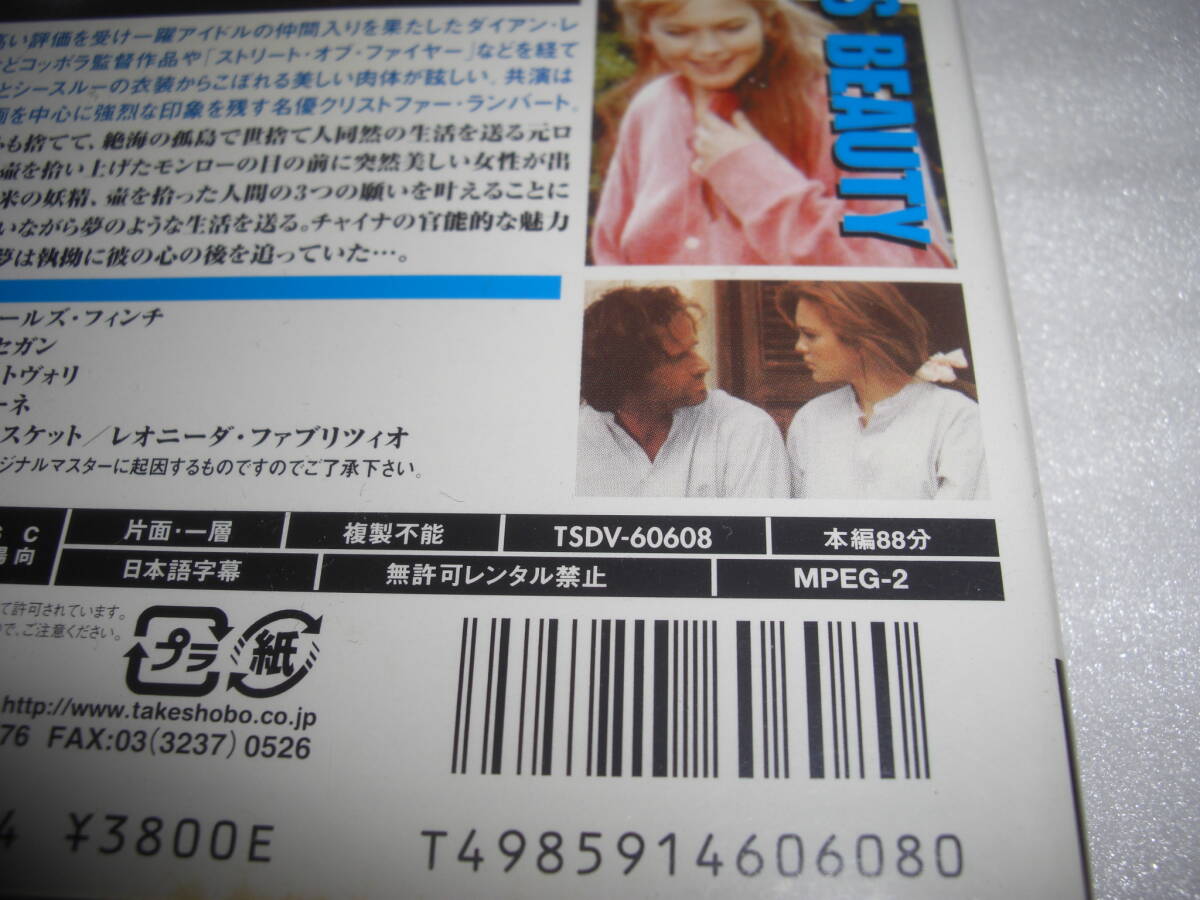 高い評価を受け一躍アイドルの仲間入りを果たしたダイアン・レ
どコッポラ監督作品や「ストリート・オブ・ファイヤー」などを経て
とシースルーの衣装からこぼれる美しい肉体が眩しい。共演は
画を中心に強烈な印象を残す名優クリストファー・ランバート。
も捨てて、絶海の孤島で世捨て人同然の生活を送る元ロ
壷を拾い上げたモンローの目の前に突然美しい女性が出
米の妖精、壷を拾った人間の3つの願いを叶えることに
いながら夢のような生活を送る。チャイナの官能的な魅力
夢は執拗に彼の心の後を追っていた…。
S BEAUTY
ールズ・フィンチ
セガン
トヴォリ
ーネ
スケット／レオニーダ・ファブリツィオ
ジナルマスターに起因するものですのでご了承下さい。
S C
片面・一層
複製不能
TSDV-60608
本編88分
陽向
日本語字幕
無許可レンタル禁止
MPEG-2
て許可されています。
で、ご注意ください。
プラ
紙
http://www.takeshobo.co.jp
76 FAX:03(3237)0526
4 ¥3800E
T4985914606080